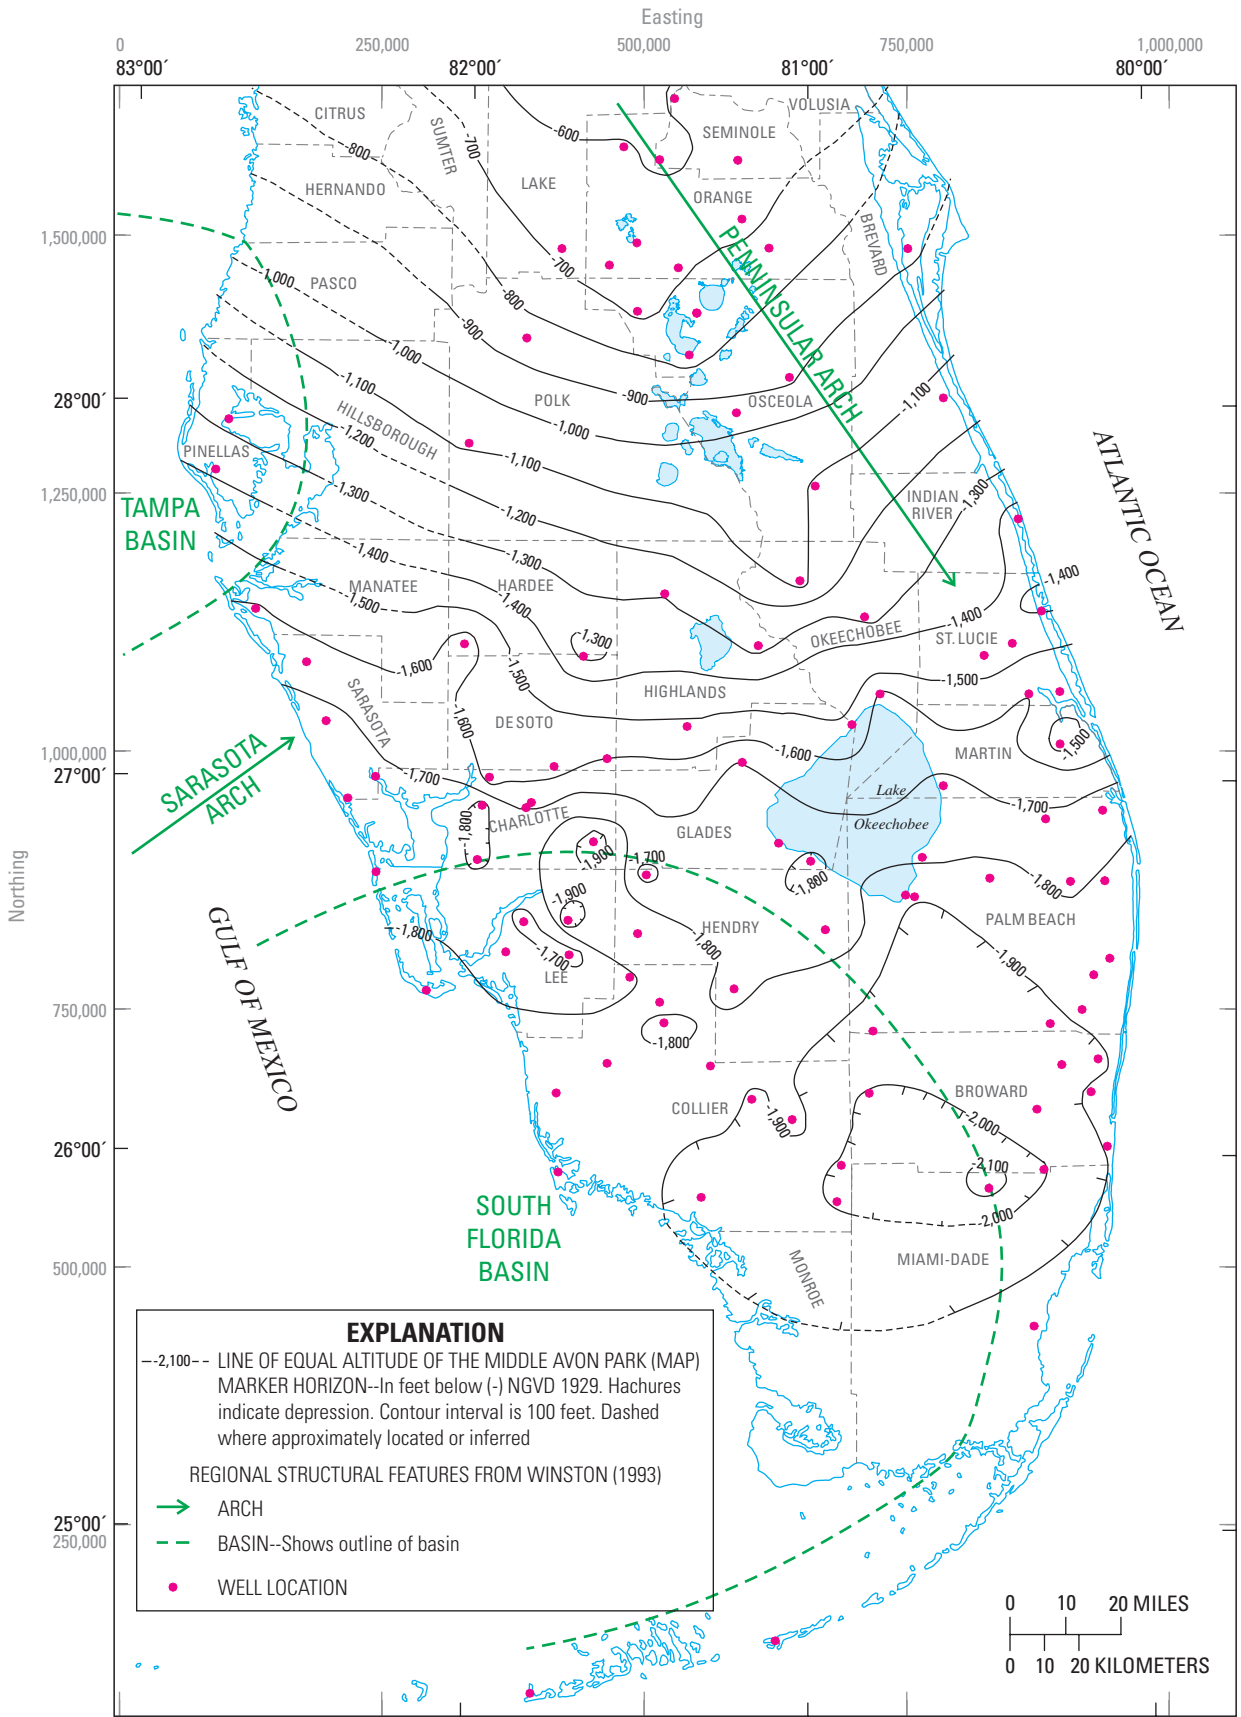 Easting
0
250,000
500,000
750,000
1,000,000
83°00´
82°00´
81°00´
80°00´
CITRUS
SUMTER
-700
-600
VOLUSIA
SEMINOLE
-800
HERNANDO
LAKE
ORANGE
BREVARD
1,500,000
PENNINSULAR ARCH
-1,000
PASCO
-700
-800
-900
-1,000
-1,100
28°00´
-900
POLK
OSCEOLA
-1,100
HILLSBOROUGH
-1,000
-1,200
PINELLAS
-1,100
ATLANTIC OCEAN
1,250,000
TAMPA
BASIN
-1,300
-1,200
INDIAN
RIVER
-1,300
-1,400
-1,300
MANATEE
HARDEE
-1,400
-1,500
-1,400
-1,400
1,300
OKEECHOBEE
ST. LUCIE
-1,600
-1,500
-1,500
SARASOTA
HIGHLANDS
DE SOTO
1,600
1,000,000
27°00´
SARASOTA
ARCH
-1,600
MARTIN
-1,500
-1,700
Lake
Okeechobee
-1,700
-1,800
CHARLOTTE
GLADES
-1,900
-1,700
-1,800
-1,800
Northing
-1,900
HENDRY
PALM BEACH
-1,800
-1,800
-1,900
-1,700
LEE
GULF OF MEXICO
750,000
-1,800
COLLIER
BROWARD
-1,900
-2,000
26°00´
-2,100
SOUTH
FLORIDA
BASIN
-2,000
MONROE
MIAMI-DADE
500,000
EXPLANATION
-2,100
LINE OF EQUAL ALTITUDE OF THE MIDDLE AVON PARK (MAP)
MARKER HORIZON--In feet below (-) NGVD 1929. Hachures
indicate depression. Contour interval is 100 feet. Dashed
where approximately located or inferred
REGIONAL STRUCTURAL FEATURES FROM WINSTON (1993)
ARCH
BASIN--Shows outline of basin
WELL LOCATION
25°00´
250,000
0 10 20 MILES
0 10 20 KILOMETERS